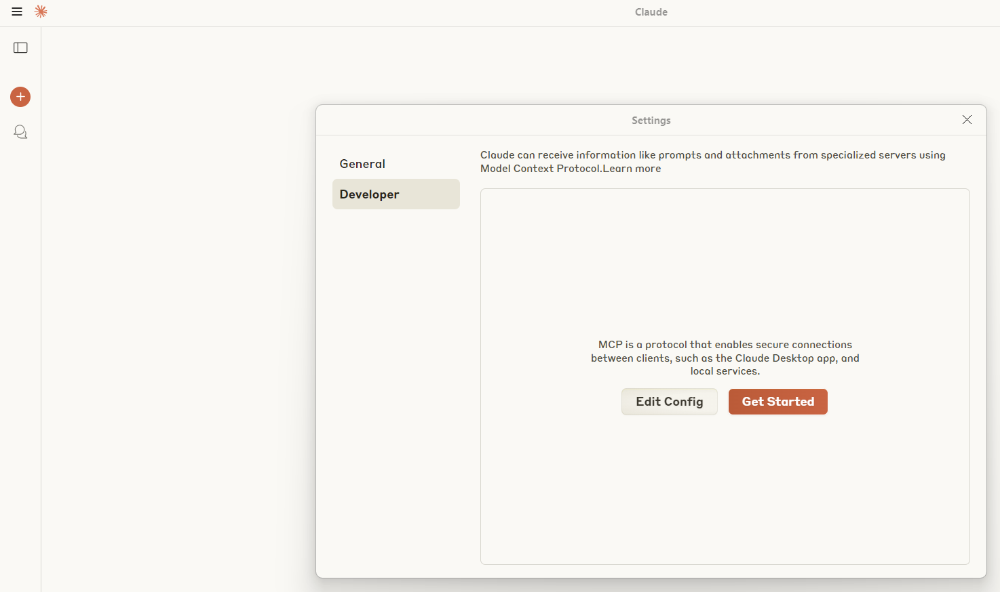 Claude
Settings
General
Developer
Claude can receive information like prompts and attachments from specialized servers using
Model Context Protocol.Learn more
MCP is a protocol that enables secure connections
between clients, such as the Claude Desktop app, and
local services.
Edit Config
Get Started